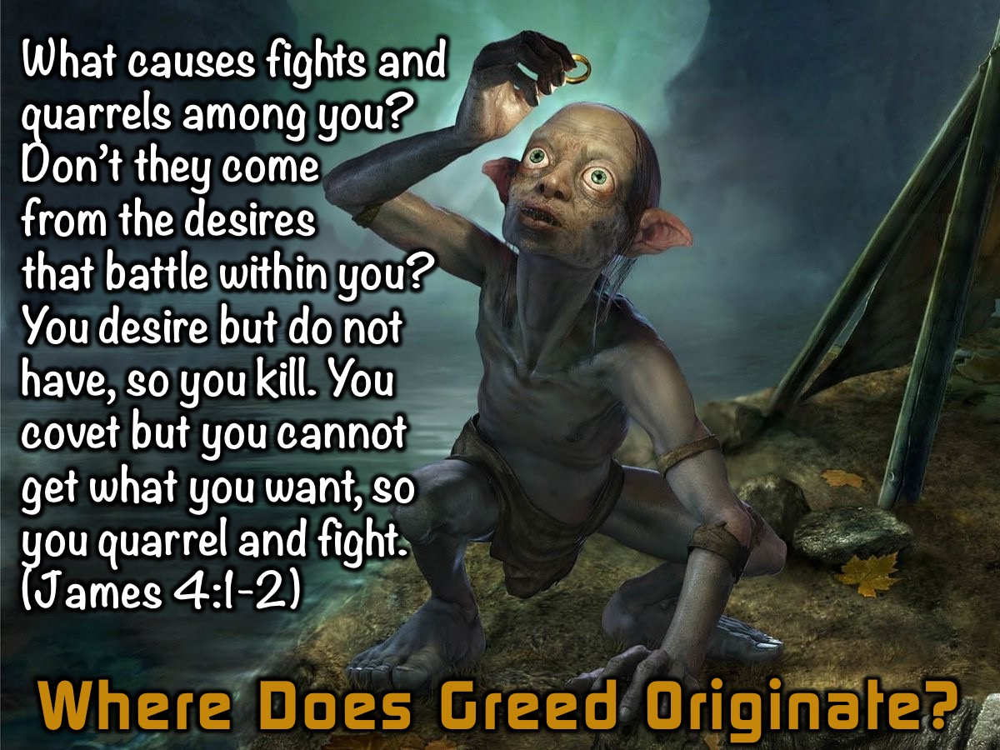 What causes fights and
quarrels among you?
Don't they come
from the desires
that battle within you?
You desire but do not
have, so you kill. You
covet but you cannot
get what you want, so
you quarrel and fight.
(James 4:1-2)
Where Does Greed Originate?